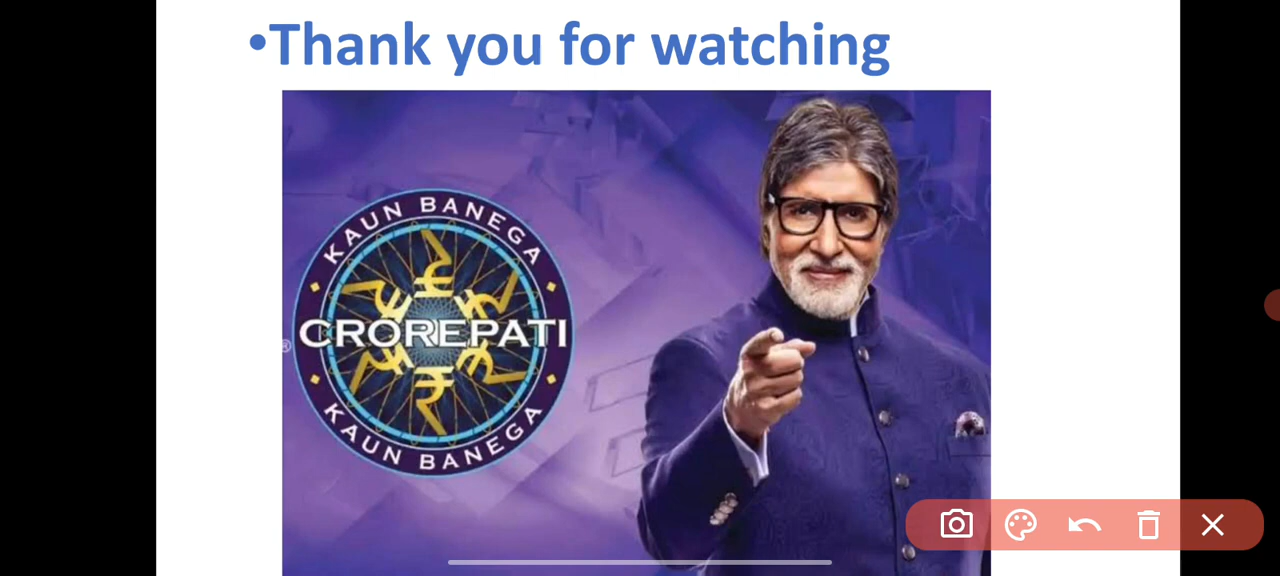 •Thank you for watching
KAUN BANEGA
CROREPATI
®
KAUN BANEGA